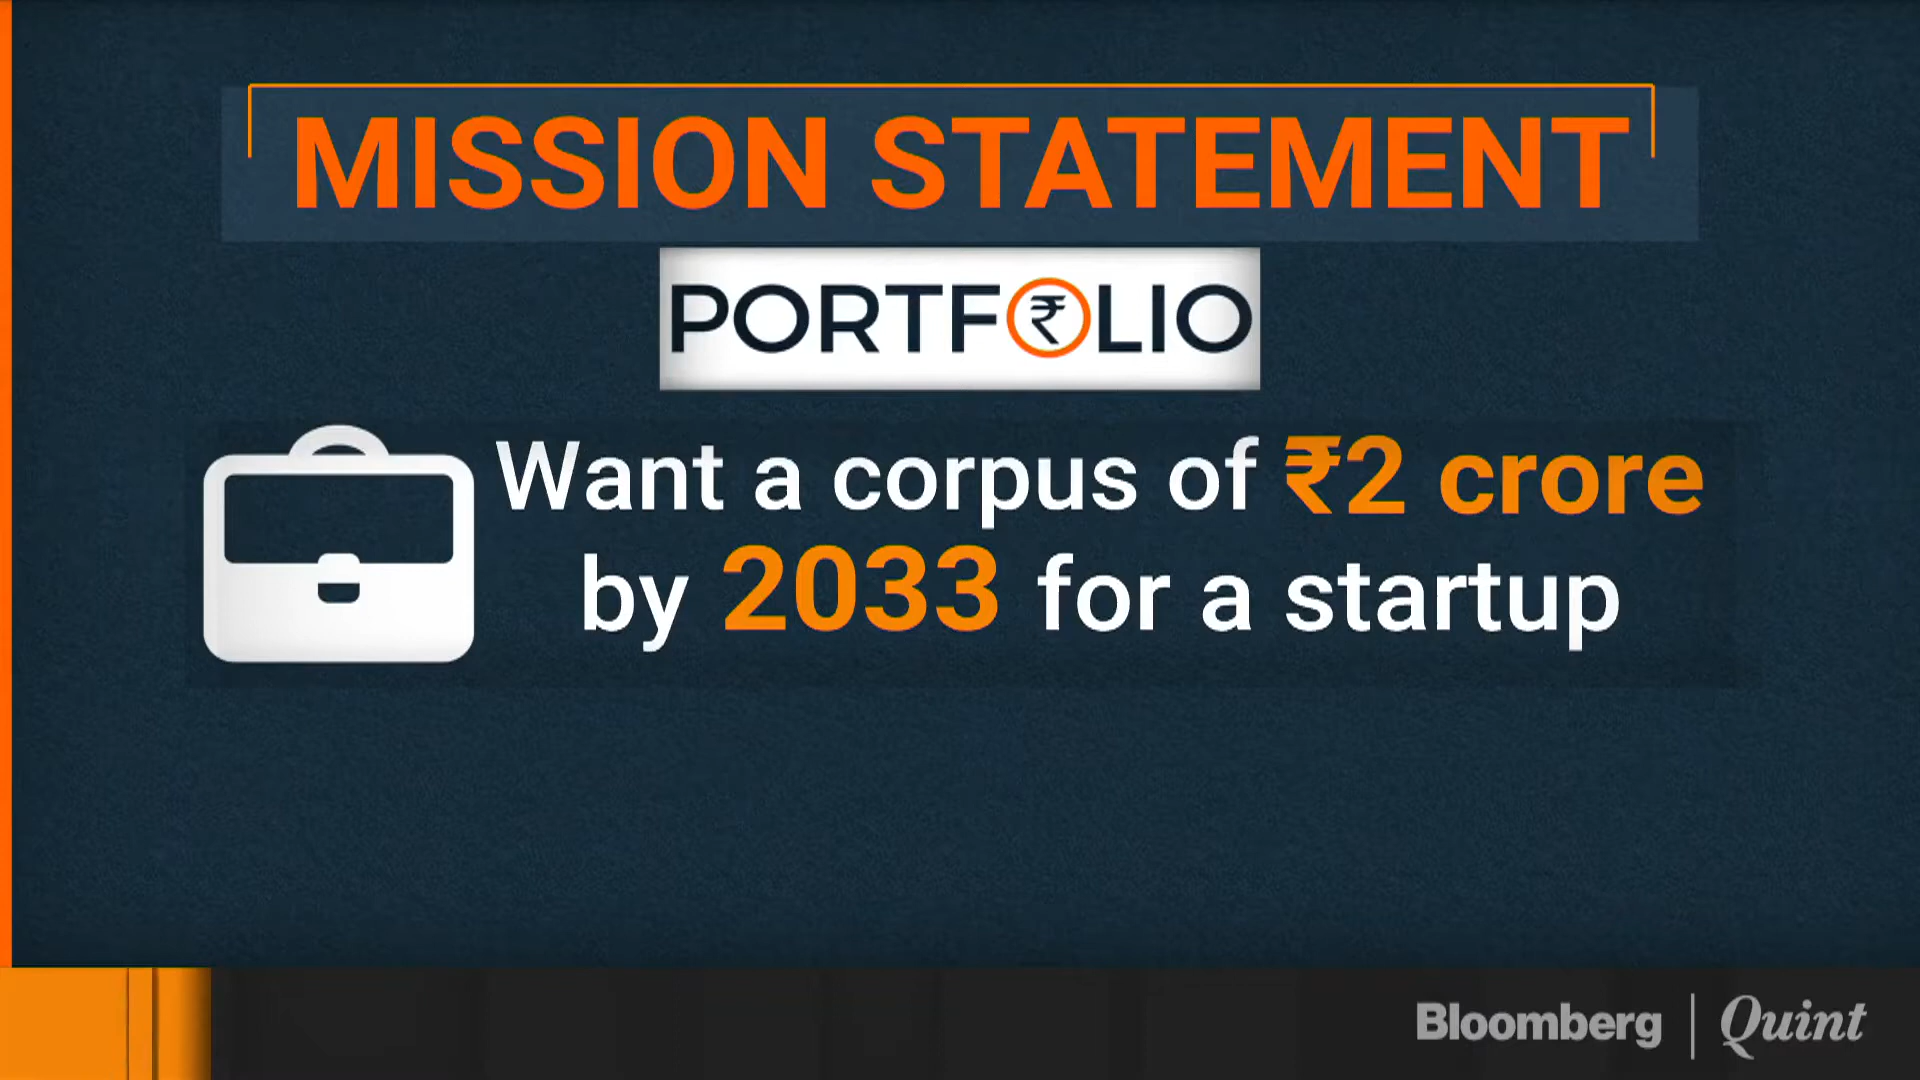 MISSION STATEMENT
PORTF₹LIO
Want a corpus of ₹2 crore
by 2033 for a startup
Bloomberg | Quint